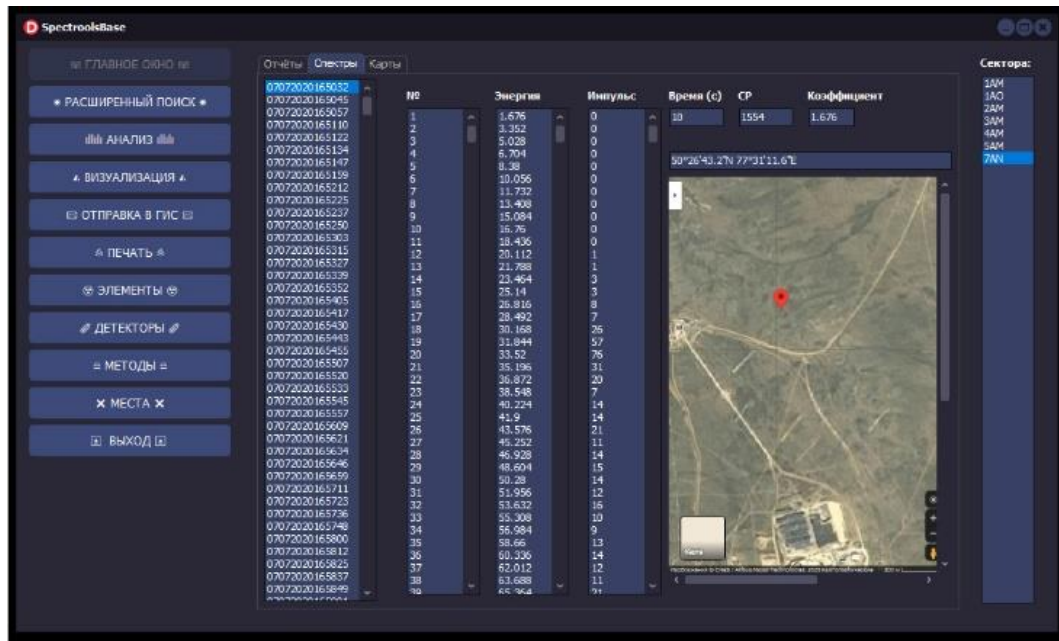 SpectroolsBase
ГЛАВНОЕ ОКНО
РАСШИРЕННЫЙ ПОИСК
АНАЛИЗ
ВИЗУАЛИЗАЦИЯ
ОТПРАВКА В ГИС
ПЕЧАТЬ
ЭЛЕМЕНТЫ
ДЕТЕКТОРЫ
МЕТОДЫ
МЕСТА
ВЫХОД
Отчёты Спектры Карты
07072020165032
07072020165045
07072020165057
07072020165110
07072020165122
07072020165134
07072020165147
07072020165159
07072020165212
07072020165225
07072020165237
07072020165250
07072020165303
07072020165315
07072020165327
07072020165339
07072020165352
07072020165405
07072020165417
07072020165430
07072020165443
07072020165455
07072020165507
07072020165520
07072020165533
07072020165545
07072020165557
07072020165609
07072020165621
07072020165634
07072020165646
07072020165659
07072020165711
07072020165723
07072020165736
07072020165748
07072020165800
07072020165812
07072020165825
07072020165837
07072020165849
№ Энергия Импульс
1 1.676 0
2 3.352 0
3 5.028 0
4 6.704 0
5 8.38 0
6 10.056 0
7 11.732 0
8 13.408 0
9 15.084 0
10 16.76 0
11 18.436 0
12 20.112 1
13 21.788 1
14 23.464 3
15 25.14 3
16 26.816 8
17 28.492 7
18 30.168 26
19 31.844 57
20 33.52 76
21 35.196 31
22 36.872 20
23 38.548 7
24 40.224 14
25 41.9 14
26 43.576 21
27 45.252 11
28 46.928 14
29 48.604 15
30 50.28 14
31 51.956 12
32 53.632 16
33 55.308 10
34 56.984 9
35 58.66 13
36 60.336 14
37 62.012 12
38 63.688 11
39 65.364 21
Время (с) СР Коэффициент
10 1554 1.676
50°26'43.2"N 77°31'11.6"E
Сектора:
1AM
1AO
2AM
3AM
4AM
5AM
7AN